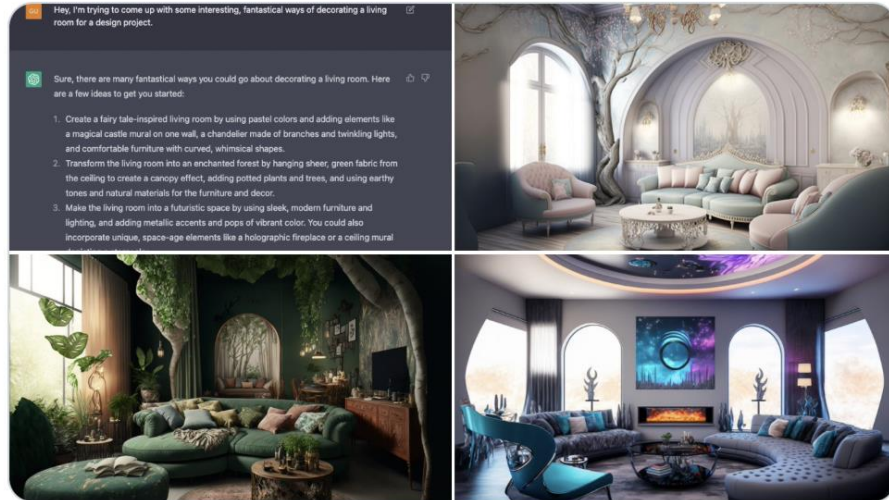 GU
Hey, I'm trying to come up with some interesting, fantastical ways of decorating a living
room for a design project.
Sure, there are many fantastical ways you could go about decorating a living room. Here
are a few ideas to get you started:
1. Create a fairy tale-inspired living room by using pastel colors and adding elements like
a magical castle mural on one wall, a chandelier made of branches and twinkling lights,
and comfortable furniture with curved, whimsical shapes.
2. Transform the living room into an enchanted forest by hanging sheer, green fabric from
the ceiling to create a canopy effect, adding potted plants and trees, and using earthy
tones and natural materials for the furniture and decor.
3. Make the living room into a futuristic space by using sleek, modern furniture and
lighting, and adding metallic accents and pops of vibrant color. You could also
incorporate unique, space-age elements like a holographic fireplace or a ceiling mural